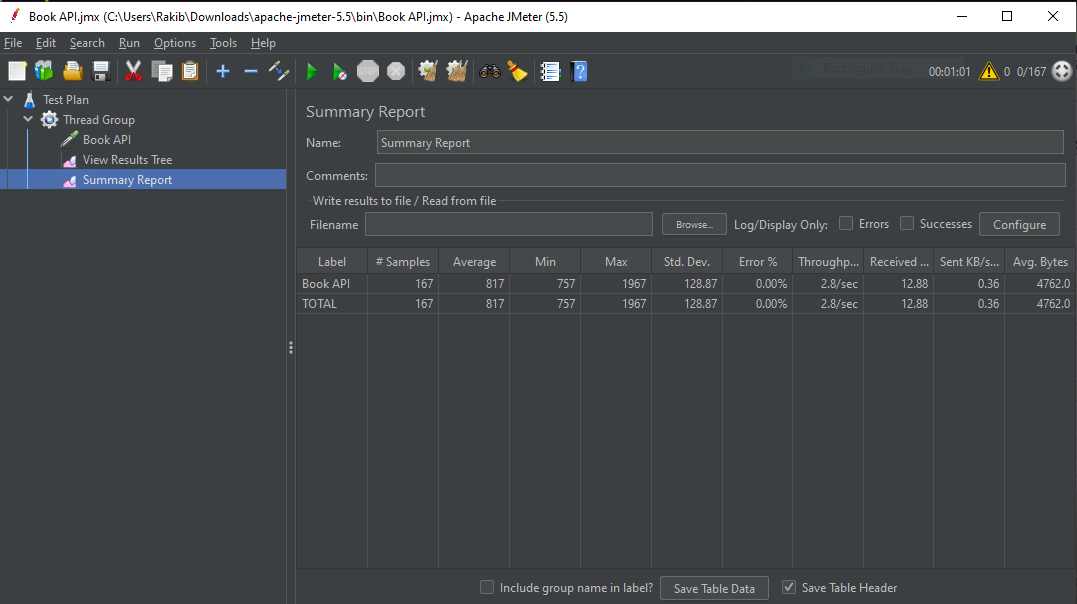 Book API.jmx (C:\Users\Rakib\Downloads\apache-jmeter-5.5\bin\Book API.jmx) - Apache JMeter (5.5)
File Edit Search Run Options Tools Help
00:01:01 0 0/167
Test Plan
Thread Group
Book API
View Results Tree
Summary Report
Summary Report
Name: Summary Report
Comments:
Write results to file / Read from file
Filename Browse... Log/Display Only: Errors Successes Configure
Label # Samples Average Min Max Std. Dev. Error % Throughp... Received ... Sent KB/s... Avg. Bytes
Book API 167 817 757 1967 128.87 0.00% 2.8/sec 12.88 0.36 4762.0
TOTAL 167 817 757 1967 128.87 0.00% 2.8/sec 12.88 0.36 4762.0
Include group name in label? Save Table Data Save Table Header